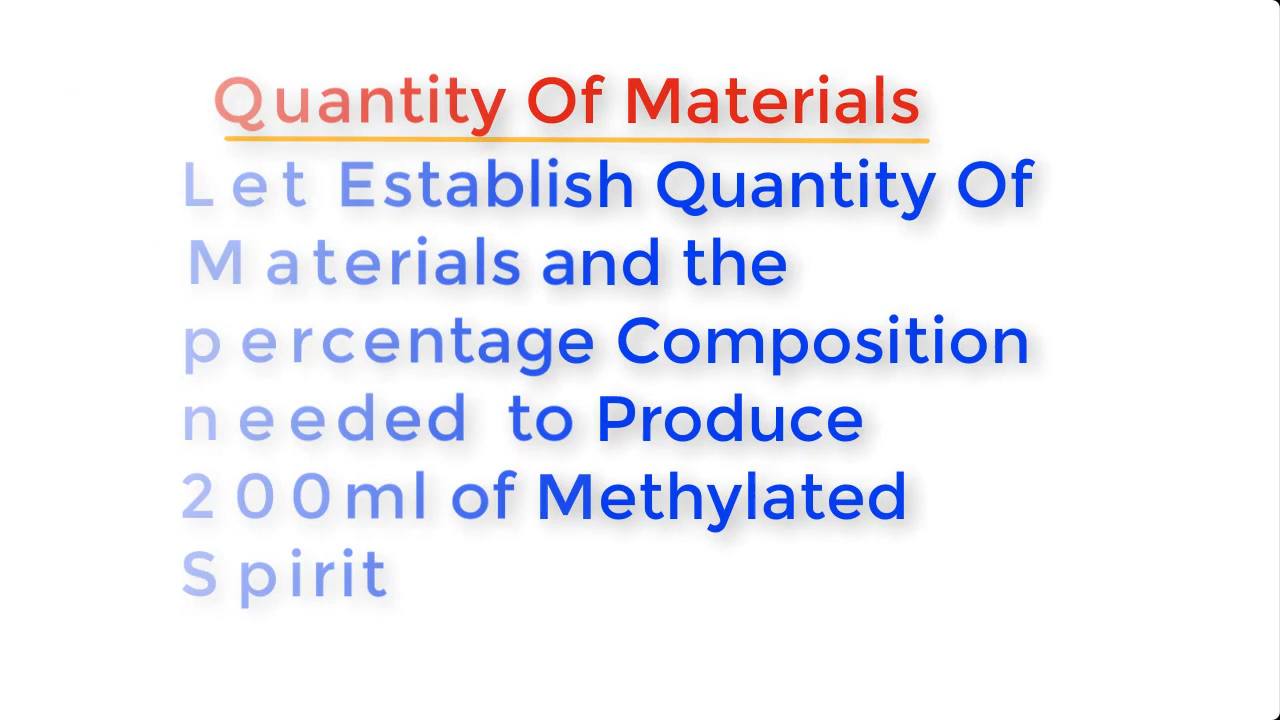 Quantity Of Materials
Let Establish Quantity Of
Materials and the
percentage Composition
needed to Produce
200ml of Methylated
Spirit